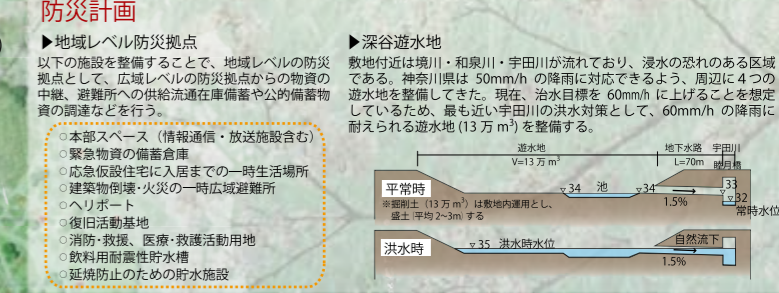 防災計画
▶地域レベル防災拠点
以下の施設を整備することで、地域レベルの防災
拠点として、広域レベルの防災拠点からの物資の
中継、避難所への供給流通在庫備蓄や公的備蓄物
資の調達などを行う。
○本部スペース（情報通信・放送施設含む）
○緊急物資の備蓄倉庫
○応急仮設住宅に入居までの一時生活場所
○建築物倒壊・火災の一時広域避難所
○ヘリポート
○復旧活動基地
○消防・救援、医療・救護活動用地
○飲料用耐震性貯水槽
○延焼防止のための貯水施設
▶深谷遊水地
敷地付近は境川・和泉川・宇田川が流れており、浸水の恐れのある区域
である。神奈川県は 50mm/h の降雨に対応できるよう、周辺に４つの
遊水地を整備してきた。現在、治水目標を 60mm/h に上げることを想定
しているため、最も近い宇田川の洪水対策として、60mm/h の降雨に
耐えられる遊水地 (13 万 m³) を整備する。
遊水地 地下水路 宇田川
V=13 万 m³ L=70m 睦月橋
平常時 ▽34 池 ▽34 1.5% ▽33 ▽32
常時水位
※掘削土（13 万 m³）は敷地内運用とし、
盛土 (平均 2~3m) する
洪水時 ▽35 洪水時水位 自然流下
1.5%